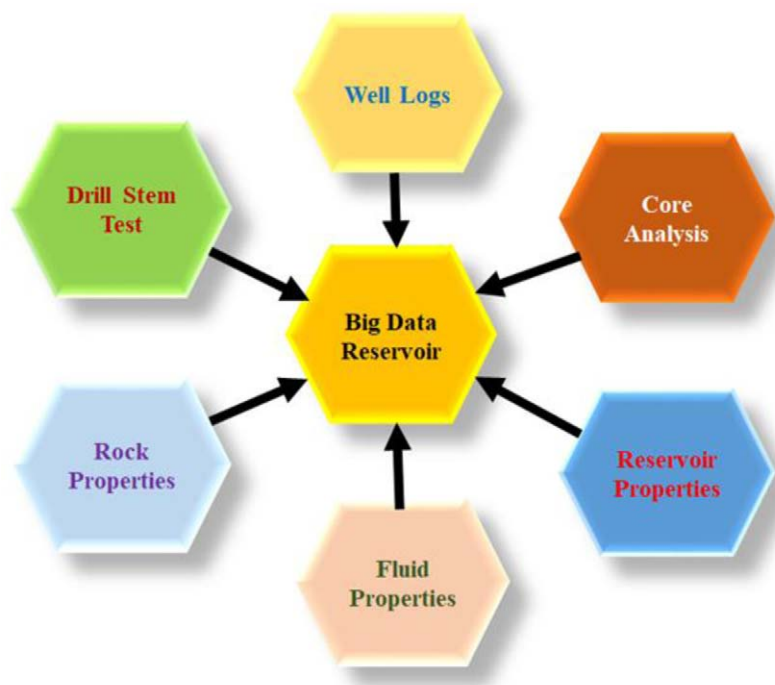 Well Logs
Drill Stem
Test
Core
Analysis
Big Data
Reservoir
Rock
Properties
Reservoir
Properties
Fluid
Properties